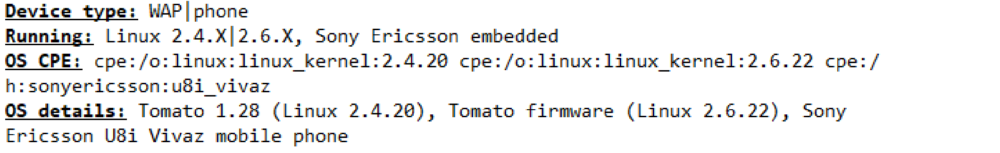 Device type: WAP|phone
Running: Linux 2.4.X|2.6.X, Sony Ericsson embedded
OS CPE: cpe:/o:linux:linux_kernel:2.4.20 cpe:/o:linux:linux_kernel:2.6.22 cpe:/
h:sonyericsson:u8i_vivaz
OS details: Tomato 1.28 (Linux 2.4.20), Tomato firmware (Linux 2.6.22), Sony
Ericsson U8i Vivaz mobile phone